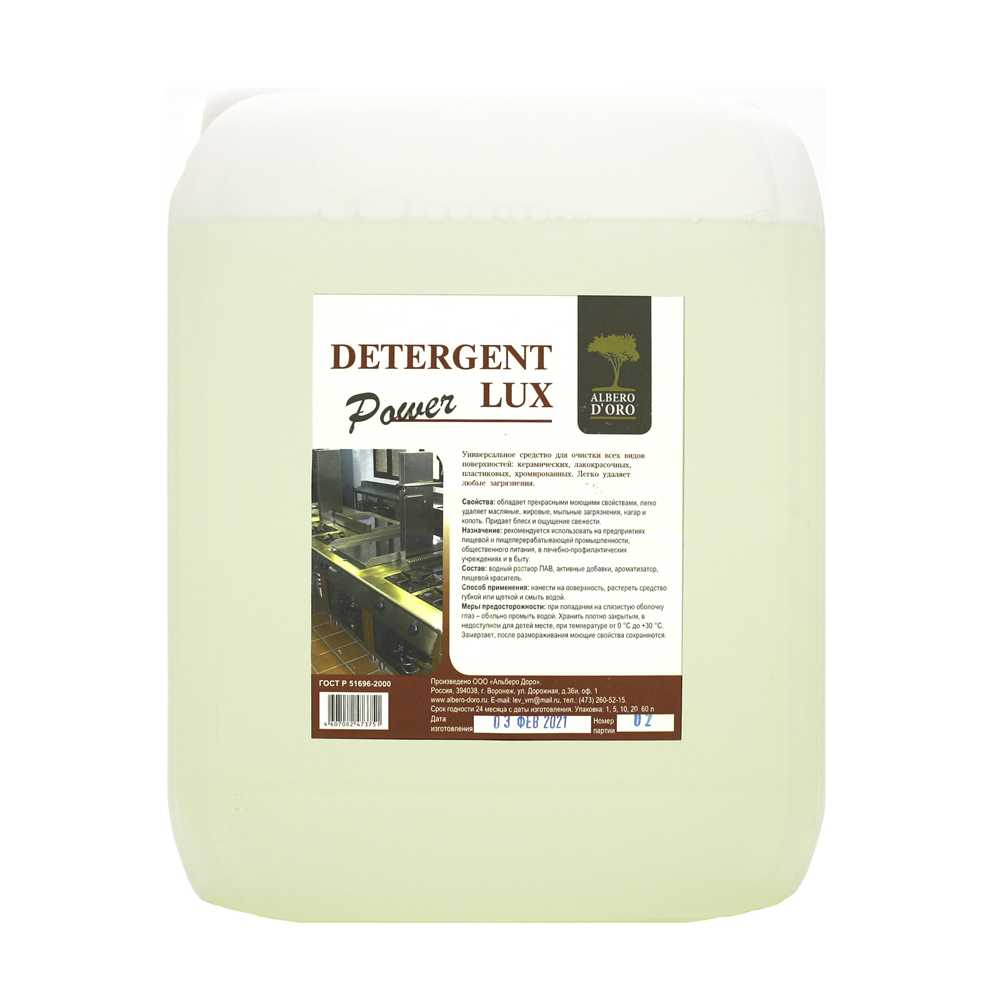 DETERGENT
Power LUX
ALBERO
D'ORO
Универсальное средство для очистки всех видов
поверхностей: керамических, лакокрасочных,
пластиковых, хромированных. Легко удаляет
любые загрязнения.
Свойства: обладает прекрасными моющими свойствами, легко
удаляет масляные, жировые, мыльные загрязнения, нагар и
копоть. Придает блеск и ощущение свежести.
Назначение: рекомендуется использовать на предприятиях
пищевой и пищеперерабатывающей промышленности,
общественного питания, в лечебно-профилактических
учреждениях и в быту.
Состав: водный раствор ПАВ, активные добавки, ароматизатор,
пищевой краситель.
Способ применения: нанести на поверхность, растереть средство
губкой или щеткой и смыть водой.
Меры предосторожности: при попадании на слизистую оболочку
глаз – обильно промыть водой. Хранить плотно закрытым, в
недоступном для детей месте, при температуре от 0 °С до +30 °С.
Замерзает, после размораживания моющие свойства сохраняются.
ГОСТ Р 51696-2000
4 607082 473751
Произведено ООО «Альберо Доро».
Россия, 394038, г. Воронеж, ул. Дорожная, д.36и, оф. 1
www.albero-doro.ru. E-mail: lev_vrn@mail.ru, тел.: (473) 260-52-15.
Срок годности 24 месяца с даты изготовления. Упаковка: 1, 5, 10, 20, 60 л
Дата
изготовления 03 ФЕВ 2021
Номер
партии 02